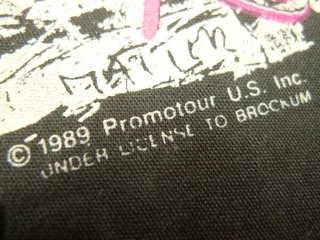 © 1989 Promotour U.S. Inc.
UNDER LICENSE TO BROCKUM